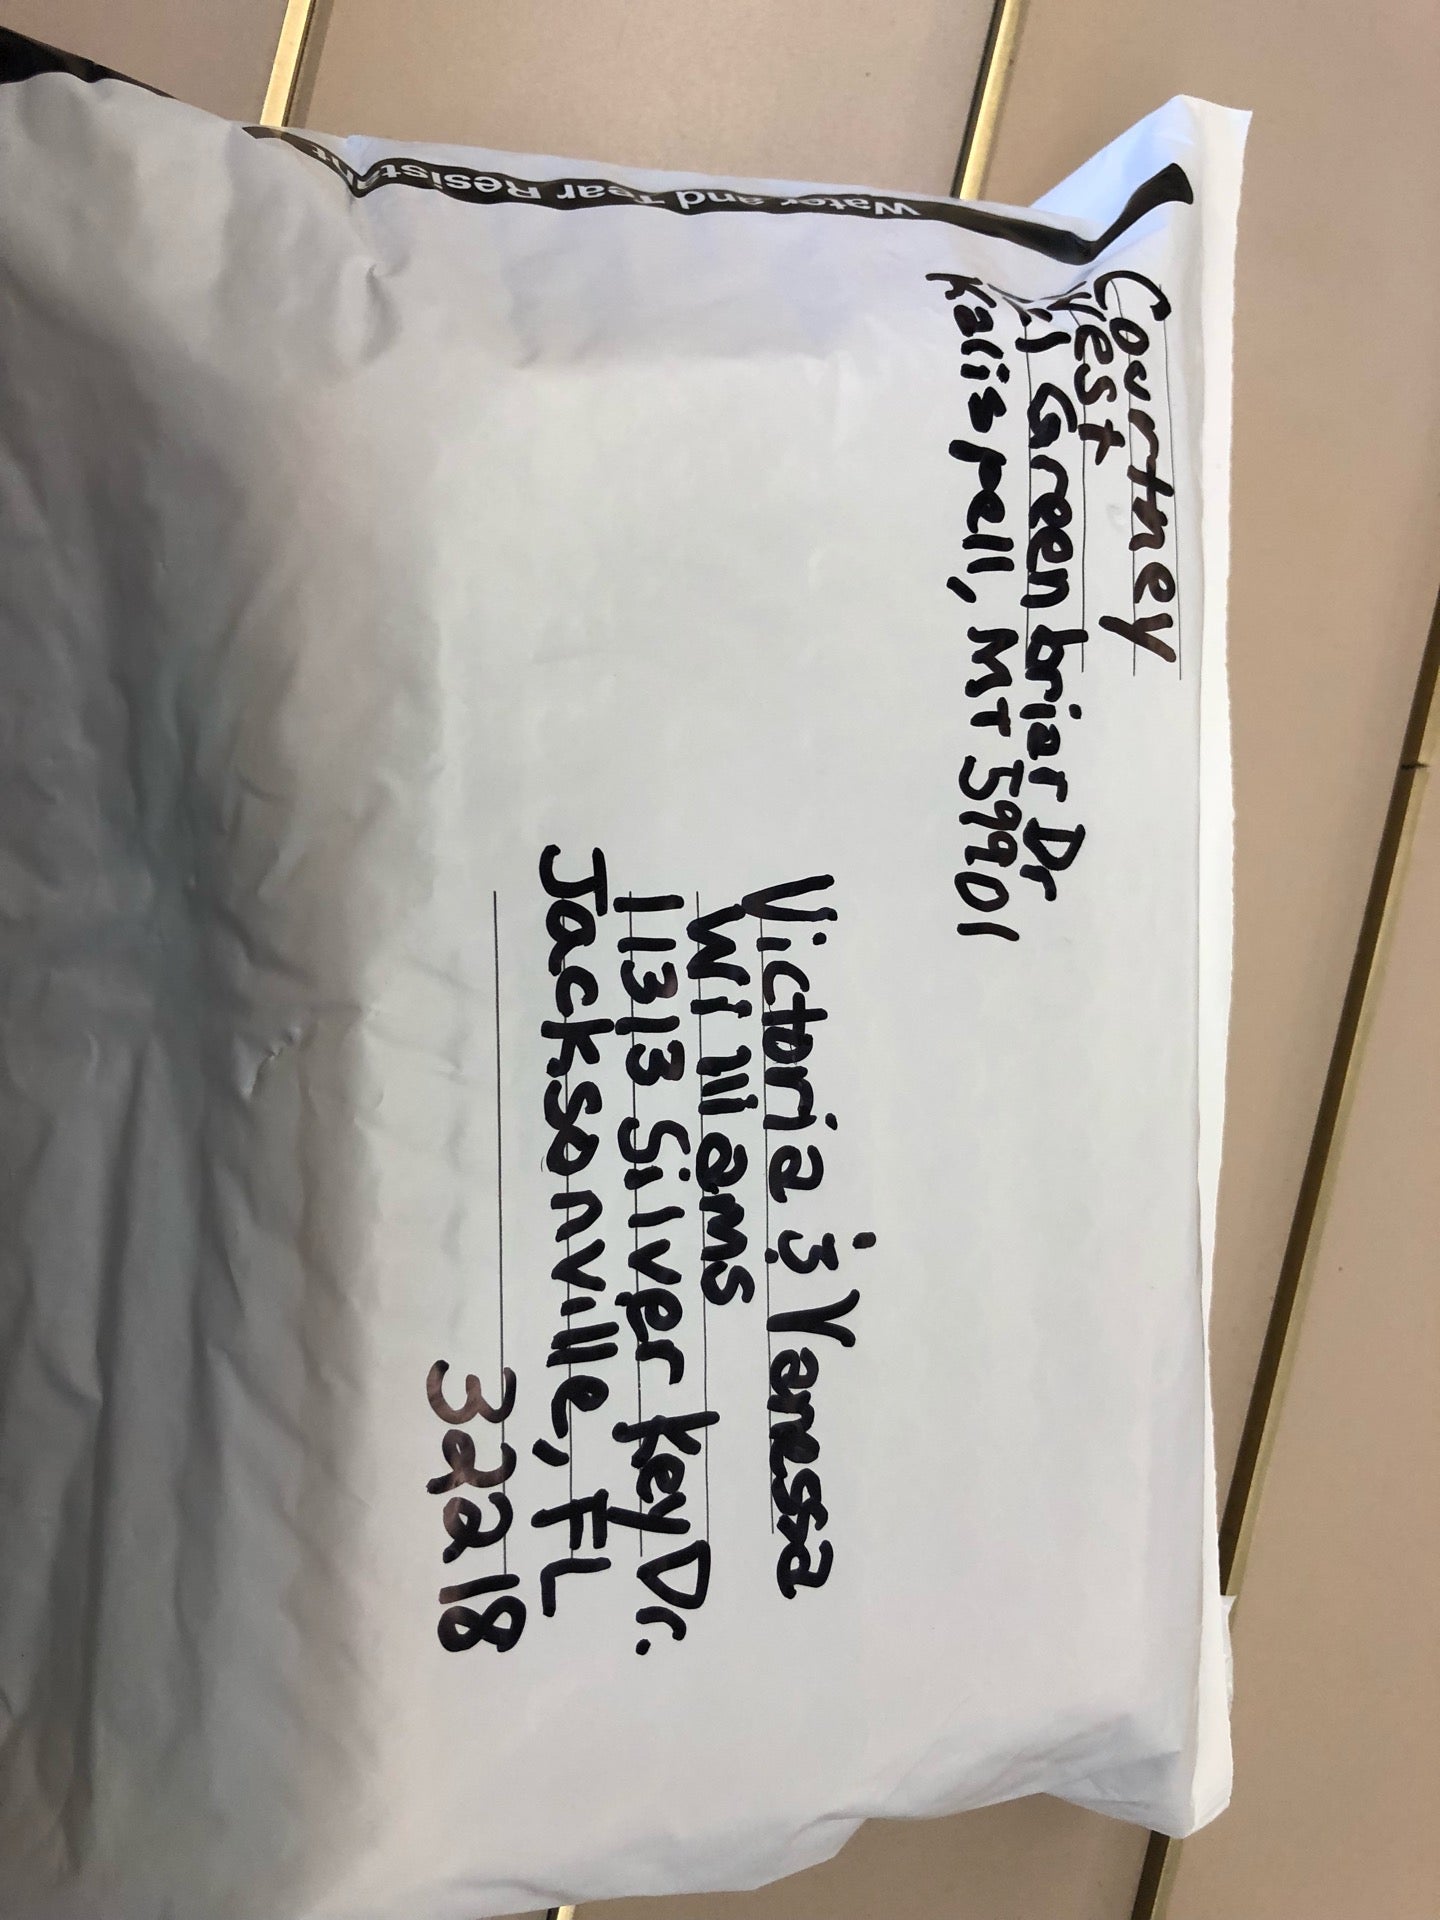 Water and Tear Resistant
Courtney
West
Greenbriar Dr
Kalispell, MT 59901
Victoria & Vanessa
Williams
11313 Silver Key Dr.
Jacksonville, FL
32218